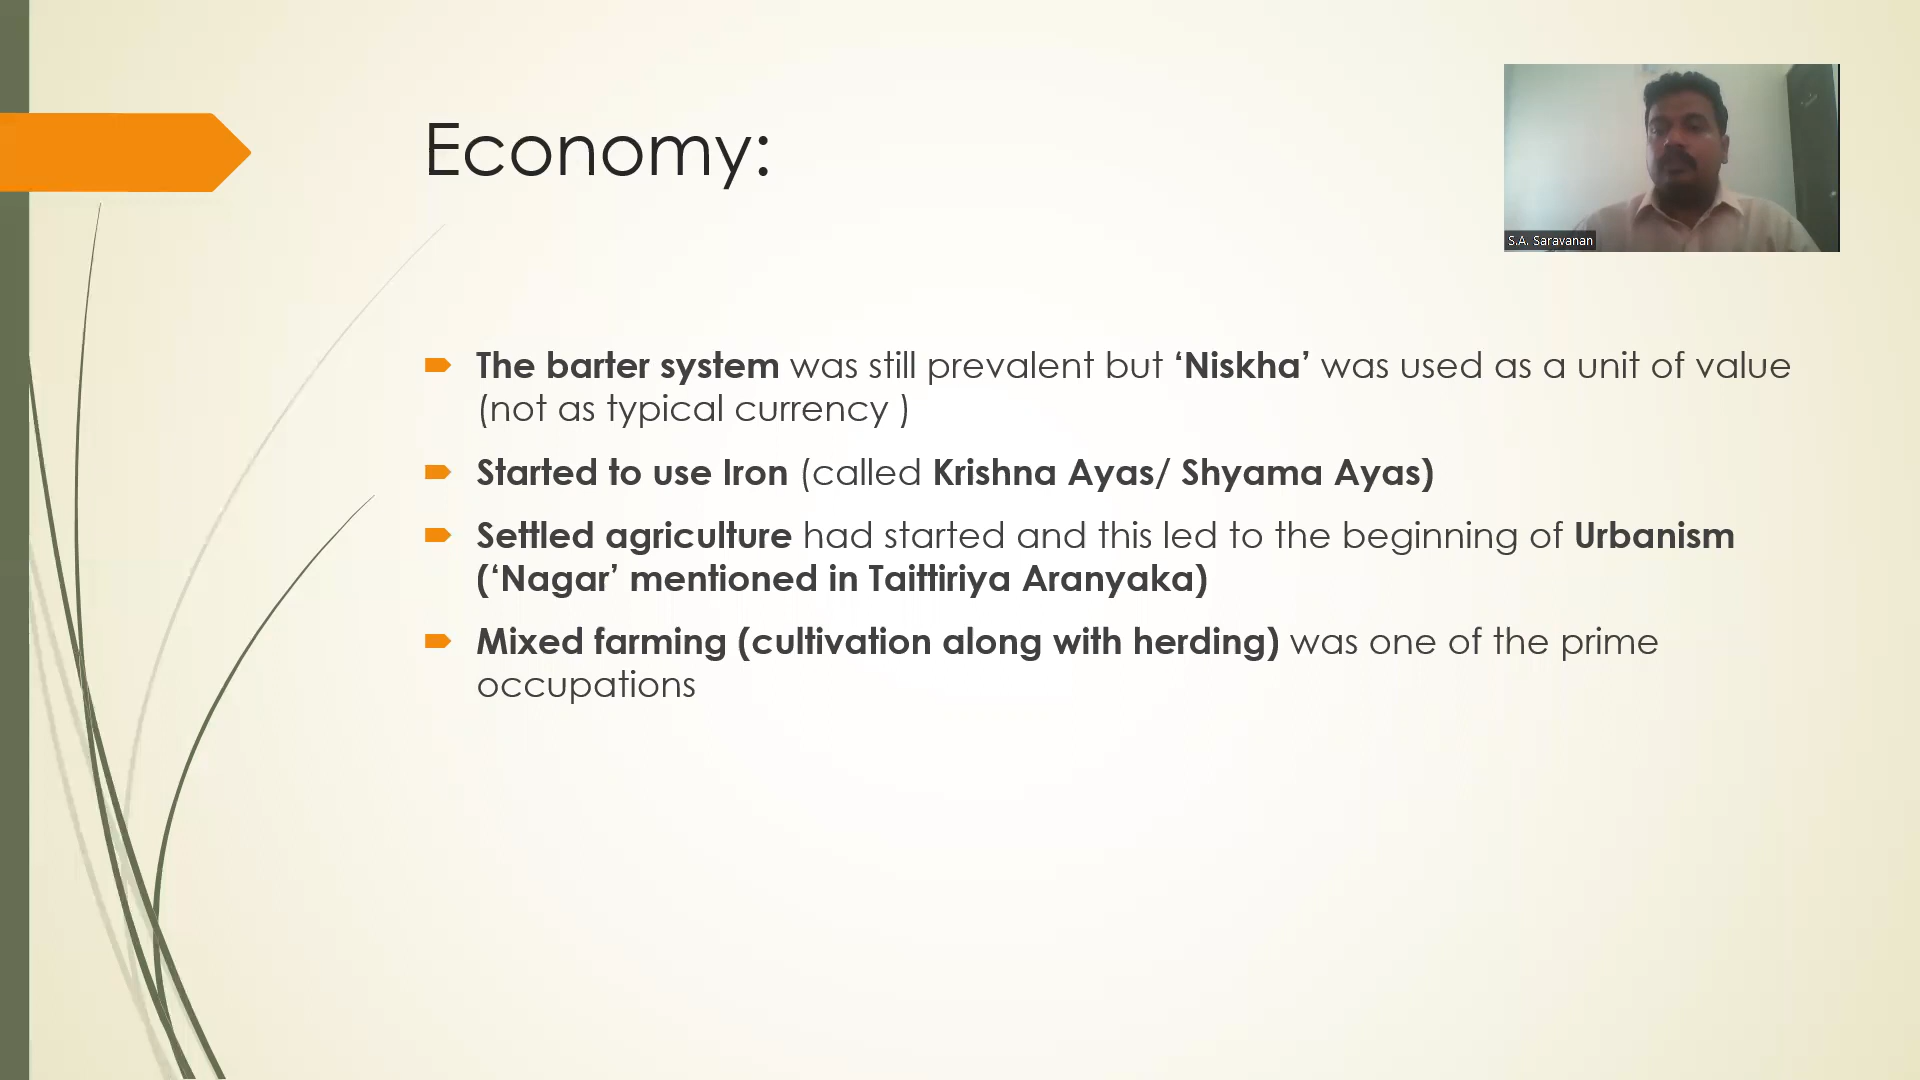 Economy:
S.A. Saravanan
The barter system was still prevalent but ‘Niskha’ was used as a unit of value
(not as typical currency )
Started to use Iron (called Krishna Ayas/ Shyama Ayas)
Settled agriculture had started and this led to the beginning of Urbanism
(‘Nagar’ mentioned in Taittiriya Aranyaka)
Mixed farming (cultivation along with herding) was one of the prime
occupations